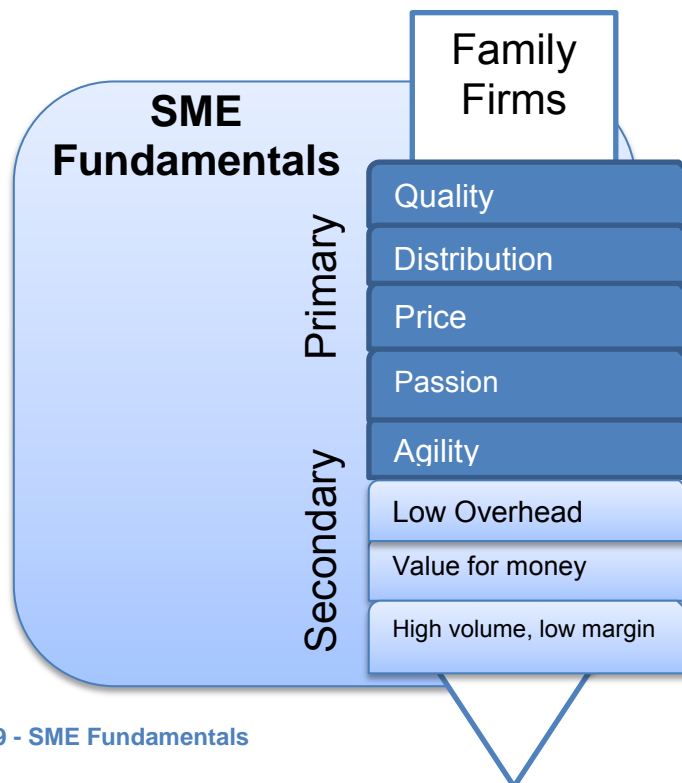 Family
Firms
SME
Fundamentals
Primary
Quality
Distribution
Price
Passion
Agility
Secondary
Low Overhead
Value for money
High volume, low margin
9 - SME Fundamentals